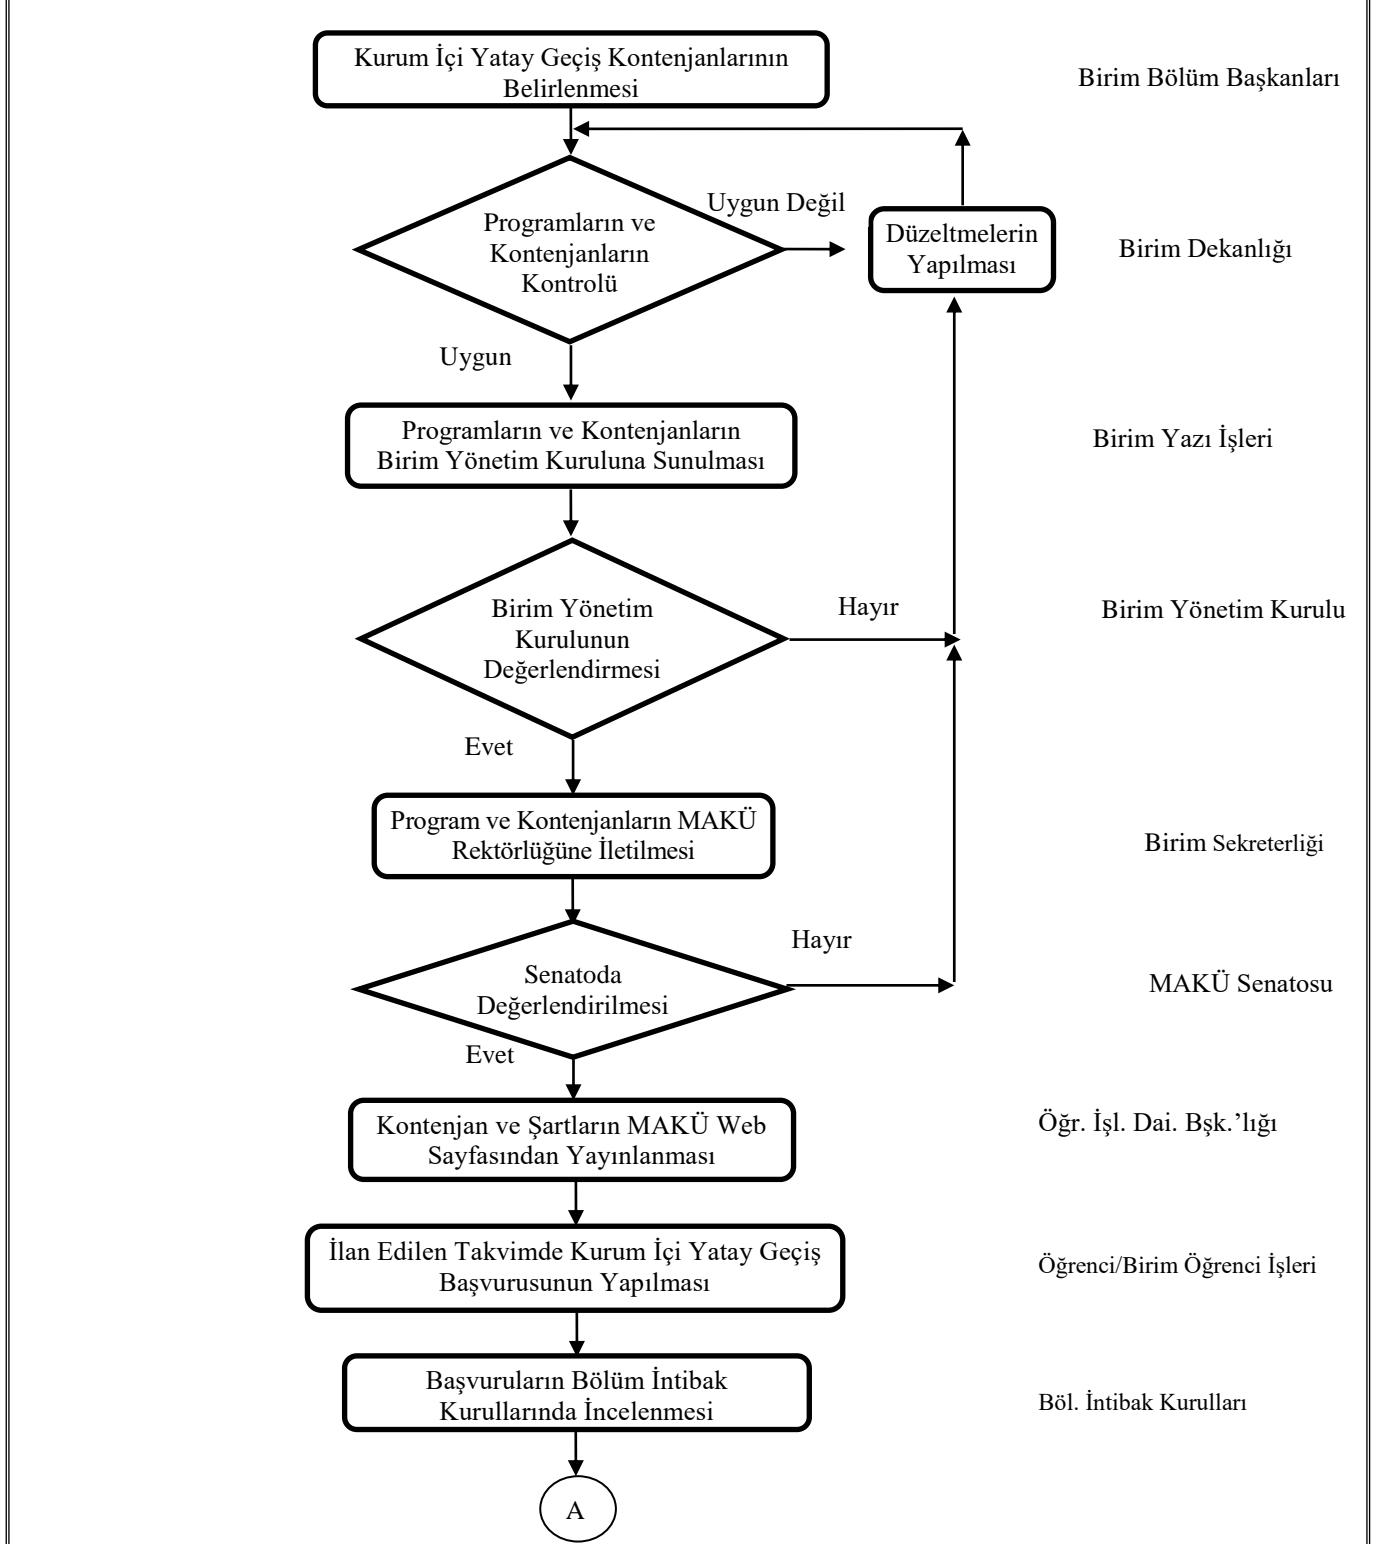 Kurum İçi Yatay Geçiş Kontenjanlarının
Belirlenmesi
Birim Bölüm Başkanları
Uygun Değil
Programların ve
Kontenjanların
Kontrolü
Düzeltmelerin
Yapılması
Birim Dekanlığı
Uygun
Programların ve Kontenjanların
Birim Yönetim Kuruluna Sunulması
Birim Yazı İşleri
Birim Yönetim
Kurulunun
Değerlendirmesi
Hayır
Birim Yönetim Kurulu
Evet
Program ve Kontenjanların MAKÜ
Rektörlüğüne İletilmesi
Birim Sekreterliği
Hayır
Senatoda
Değerlendirilmesi
MAKÜ Senatosu
Evet
Kontenjan ve Şartların MAKÜ Web
Sayfasından Yayınlanması
Öğr. İşl. Dai. Bşk.’lığı
İlan Edilen Takvimde Kurum İçi Yatay Geçiş
Başvurusunun Yapılması
Öğrenci/Birim Öğrenci İşleri
Başvuruların Bölüm İntibak
Kurullarında İncelenmesi
Böl. İntibak Kurulları
A